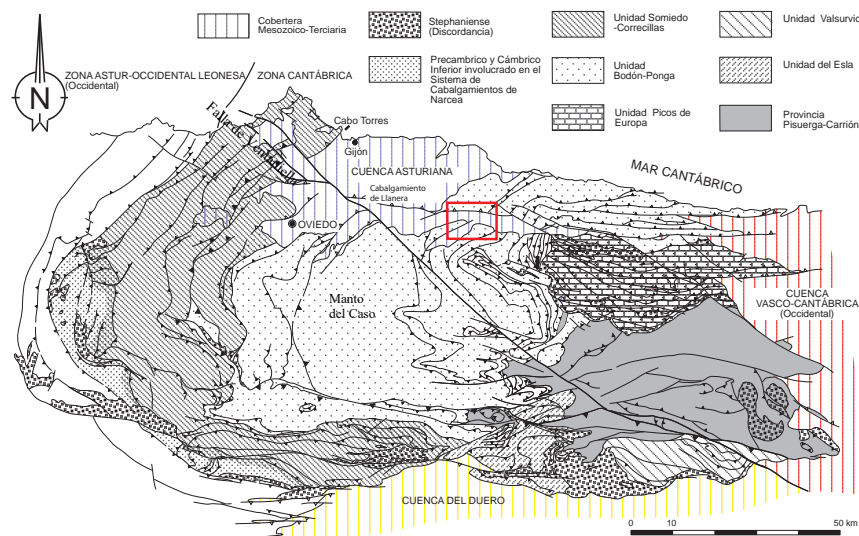 Cobertera
Mesozoico-Terciaria
Stephaniense
(Discordancia)
Unidad Somiedo
-Correcillas
Unidad Valsurvio
Precambrico y Cámbrico
Inferior involucrado en el
Sistema de
Cabalgamientos de
Narcea
Unidad
Bodón-Ponga
Unidad del Esla
Unidad Picos de
Europa
Provincia
Pisuerga-Carrión
ZONA ASTUR-OCCIDENTAL LEONESA
(Occidental)
ZONA CANTÁBRICA
N
Falla de Ventaniella
Cabo Torres
Gijón
CUENCA ASTURIANA
MAR CANTÁBRICO
Cabalgamiento
de Llanera
OVIEDO
Manto
del Caso
CUENCA
VASCO-CANTÁBRICA
(Occidental)
CUENCA DEL DUERO
0 10 50 km